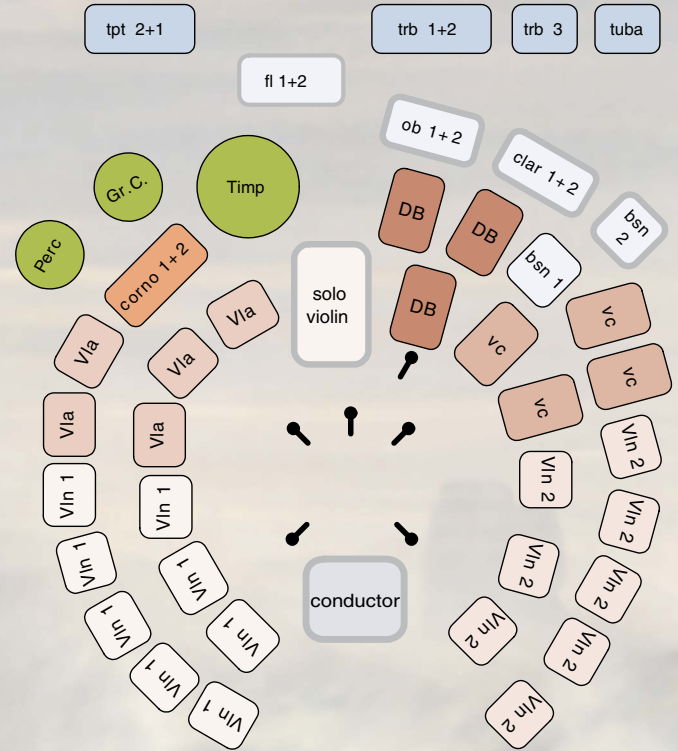 tpt 2+1
trb 1+2
trb 3
tuba
fl 1+2
ob 1+2
clar 1+2
bsn
2
bsn 1
Gr.C.
Timp
Perc
corno 1+2
DB
DB
DB
solo
violin
Vla
Vla
Vla
Vla
Vla
vc
vc
vc
vc
Vln 1
Vln 1
Vln 1
Vln 1
Vln 1
Vln 1
Vln 1
Vln 1
Vln 2
Vln 2
Vln 2
Vln 2
Vln 2
Vln 2
Vln 2
Vln 2
conductor